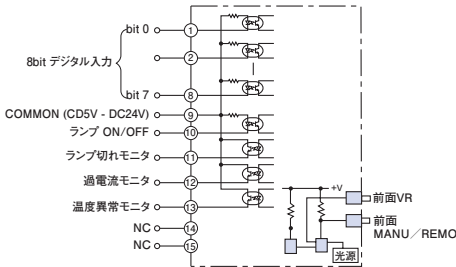 bit 0
1
2
8bit デジタル入力
bit 7
8
COMMON (CD5V - DC24V)
9
ランプ ON/OFF
10
ランプ切れモニタ
11
過電流モニタ
12
温度異常モニタ
13
NC
14
NC
15
+V
前面VR
前面
MANU/REMO
光源